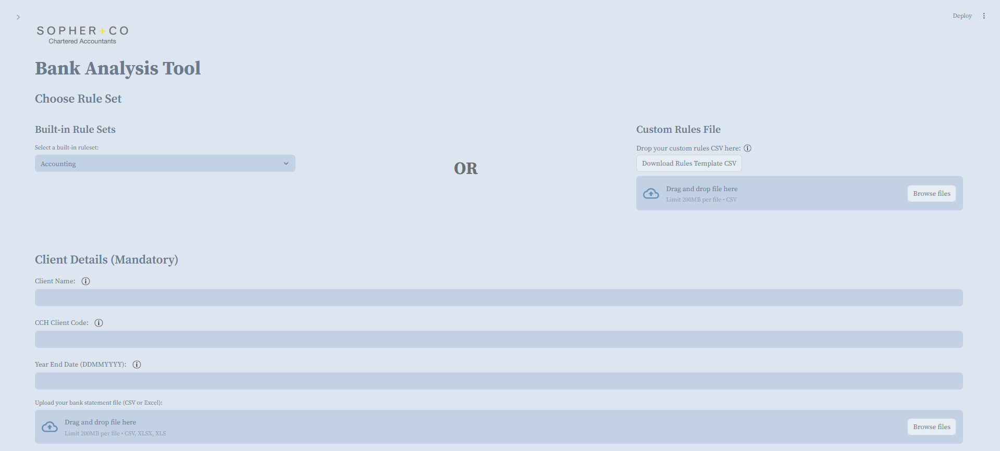 Deploy
SOPHER+CO
Chartered Accountants
Bank Analysis Tool
Choose Rule Set
Built-in Rule Sets
Select a built-in ruleset:
Accounting
OR
Custom Rules File
Drop your custom rules CSV here:
Download Rules Template CSV
Drag and drop file here
Limit 200MB per file • CSV
Browse files
Client Details (Mandatory)
Client Name:
CCH Client Code:
Year End Date (DDMMYYYY):
Upload your bank statement file (CSV or Excel):
Drag and drop file here
Limit 200MB per file • CSV, XLSX, XLS
Browse files